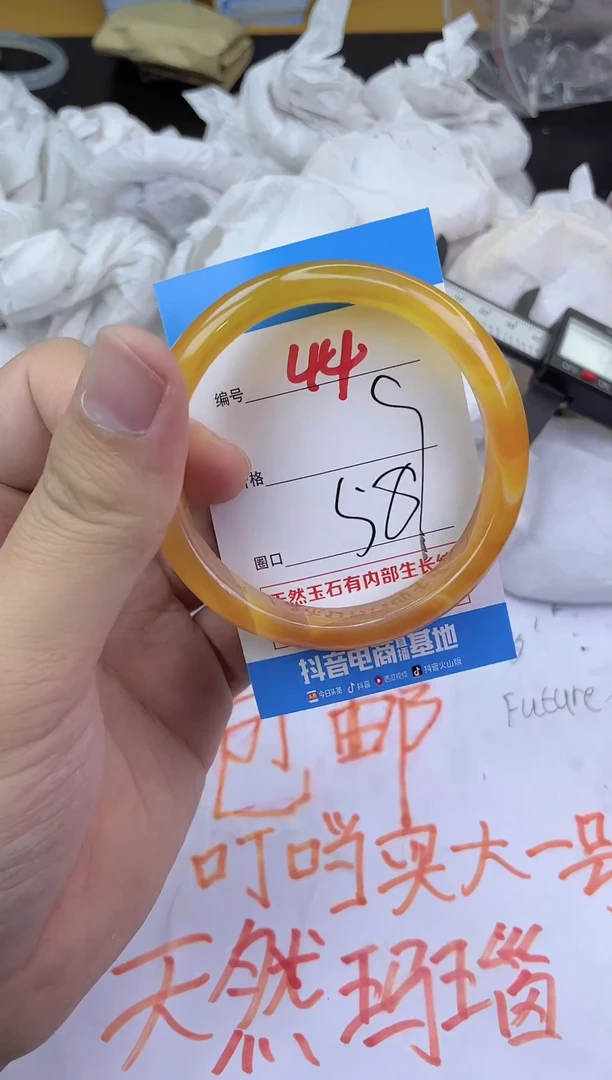 编号 44
格 9
圈口 58
天然玉石有内部生长
抖音电商直播基地
今日头条 抖音 西瓜视频 抖音火山版
Future
包邮
叮当实大一号
天然玛瑙